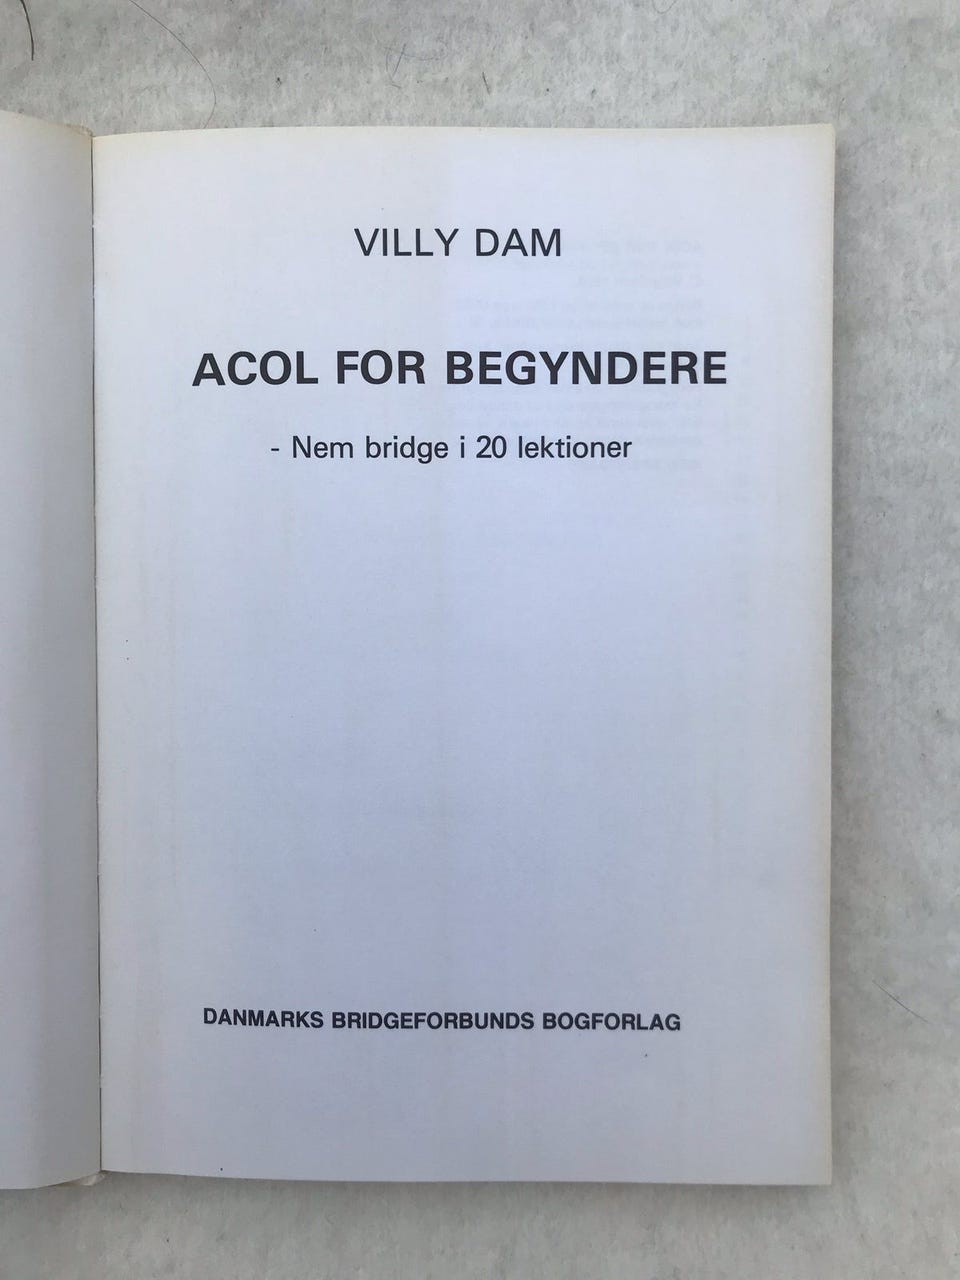 VILLY DAM
ACOL FOR BEGYNDERE
- Nem bridge i 20 lektioner
DANMARKS BRIDGEFORBUNDS BOGFORLAG